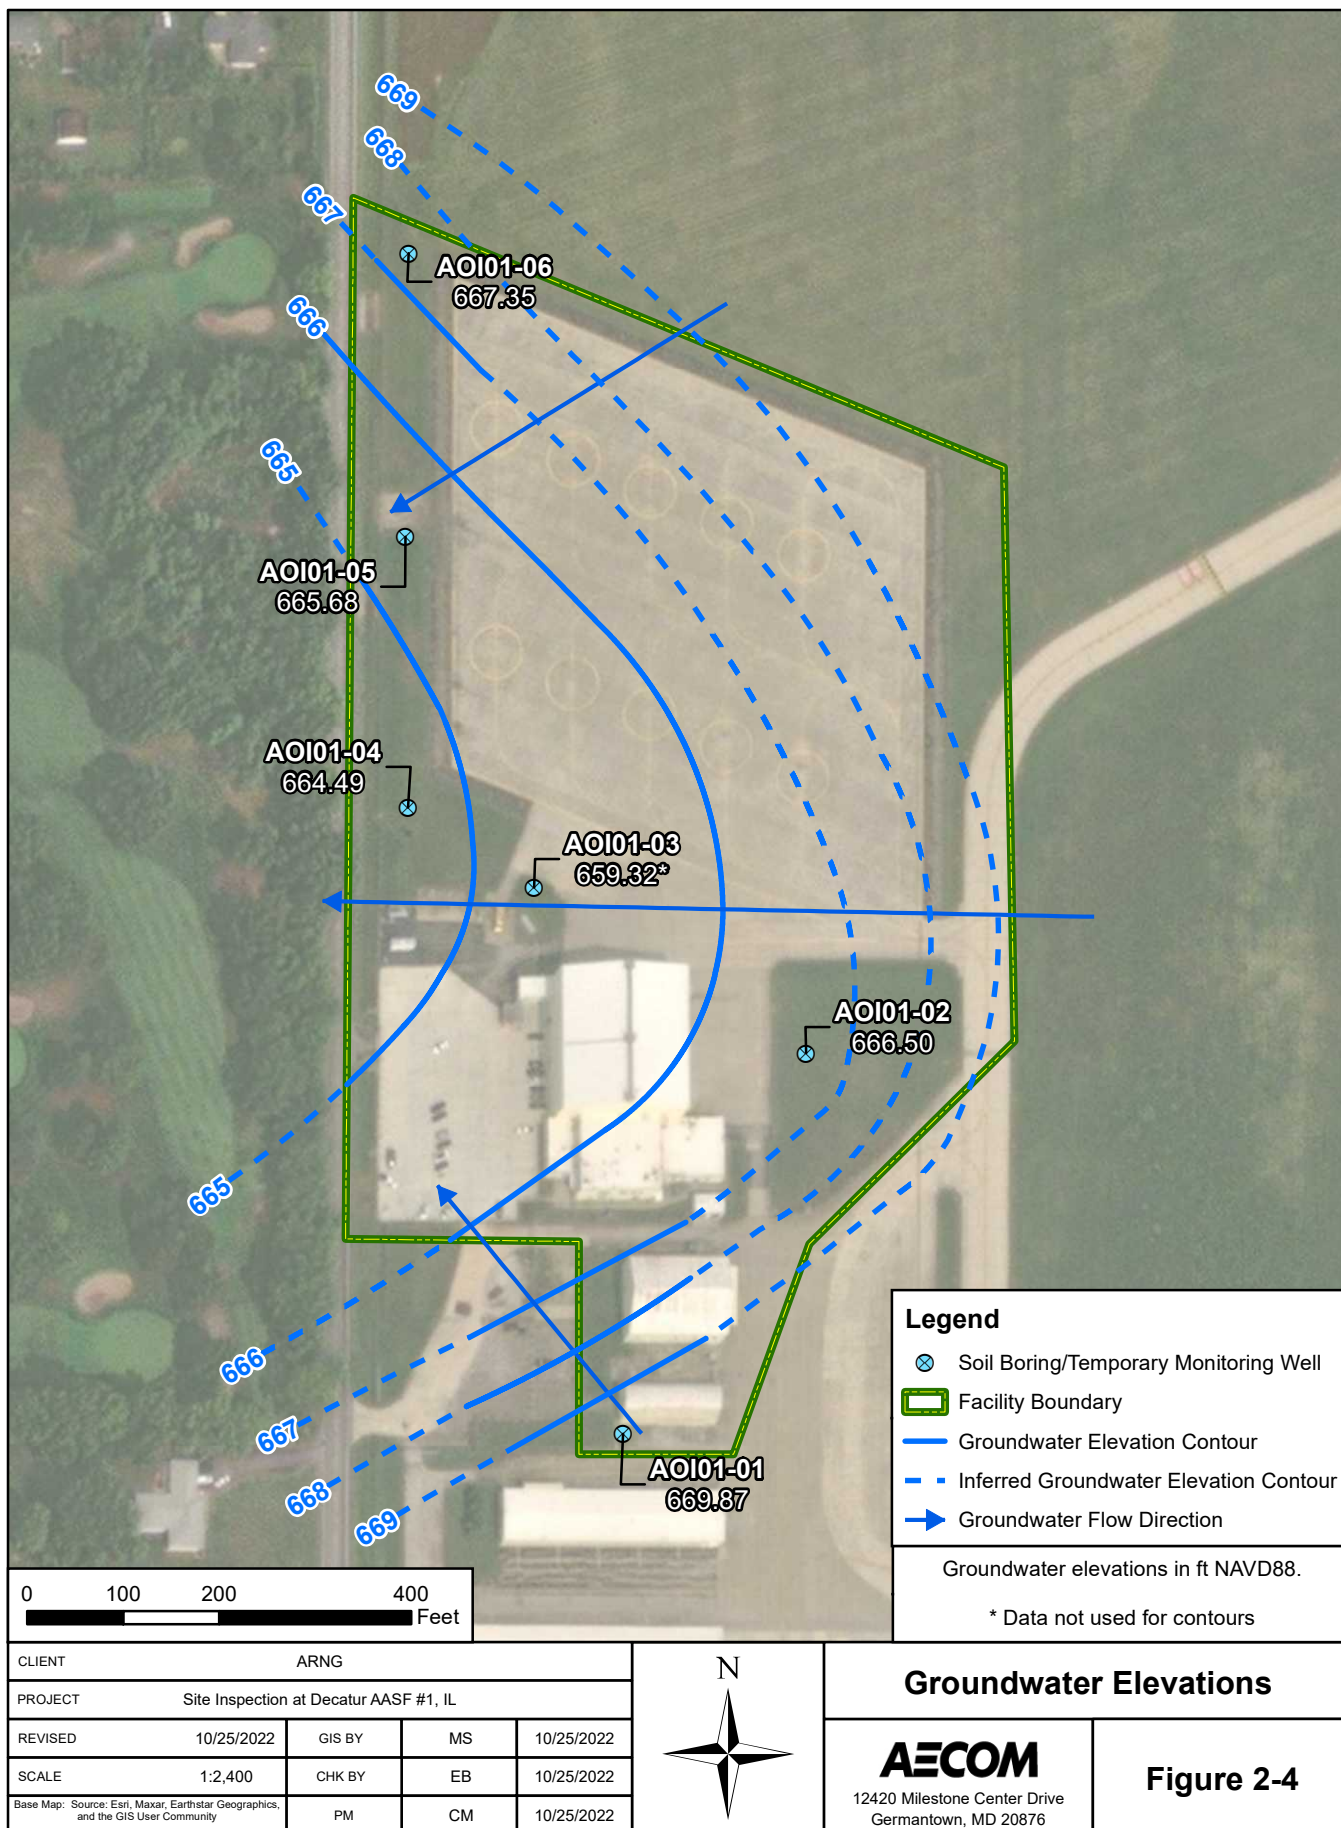 669
668
667
666
665
AOI01-06
667.35
AOI01-05
665.68
AOI01-04
664.49
AOI01-03
659.32*
AOI01-02
666.50
665
666
667
668
669
AOI01-01
669.87
Legend
Soil Boring/Temporary Monitoring Well
Facility Boundary
Groundwater Elevation Contour
Inferred Groundwater Elevation Contour
Groundwater Flow Direction
Groundwater elevations in ft NAVD88.
* Data not used for contours
0 100 200 400
Feet
CLIENT ARNG
PROJECT Site Inspection at Decatur AASF #1, IL
REVISED 10/25/2022 GIS BY MS 10/25/2022
SCALE 1:2,400 CHK BY EB 10/25/2022
Base Map: Source: Esri, Maxar, Earthstar Geographics,
and the GIS User Community
PM CM 10/25/2022
N
Groundwater Elevations
AECOM
12420 Milestone Center Drive
Germantown, MD 20876
Figure 2-4